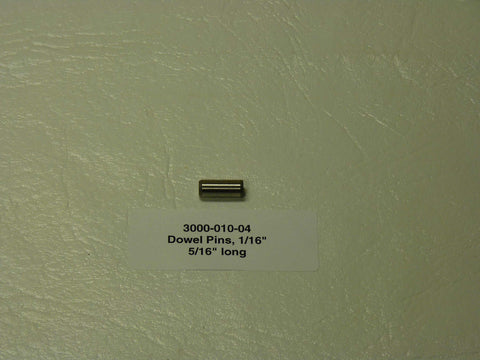 3000-010-04
Dowel Pins, 1/16"
5/16" long